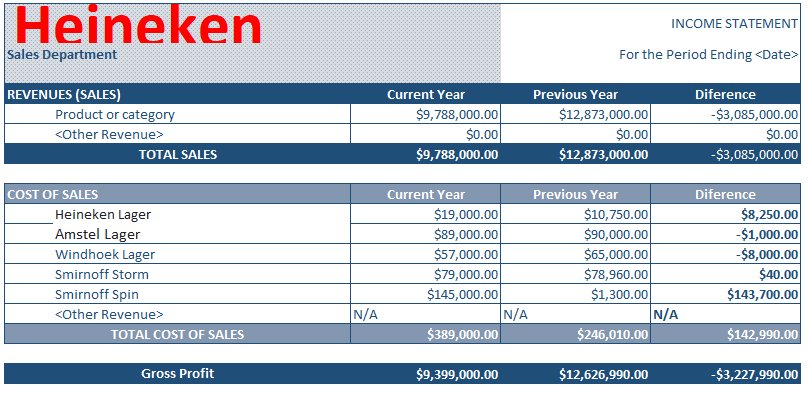 Heineken
INCOME STATEMENT
Sales Department For the Period Ending <Date>
REVENUES (SALES) Current Year Previous Year Diference
Product or category $9,788,000.00 $12,873,000.00 -$3,085,000.00
<Other Revenue> $0.00 $0.00 $0.00
TOTAL SALES $9,788,000.00 $12,873,000.00 -$3,085,000.00
COST OF SALES Current Year Previous Year Diference
Heineken Lager $19,000.00 $10,750.00 $8,250.00
Amstel Lager $89,000.00 $90,000.00 -$1,000.00
Windhoek Lager $57,000.00 $65,000.00 -$8,000.00
Smirnoff Storm $79,000.00 $78,960.00 $40.00
Smirnoff Spin $145,000.00 $1,300.00 $143,700.00
<Other Revenue> N/A N/A N/A
TOTAL COST OF SALES $389,000.00 $246,010.00 $142,990.00
Gross Profit $9,399,000.00 $12,626,990.00 -$3,227,990.00